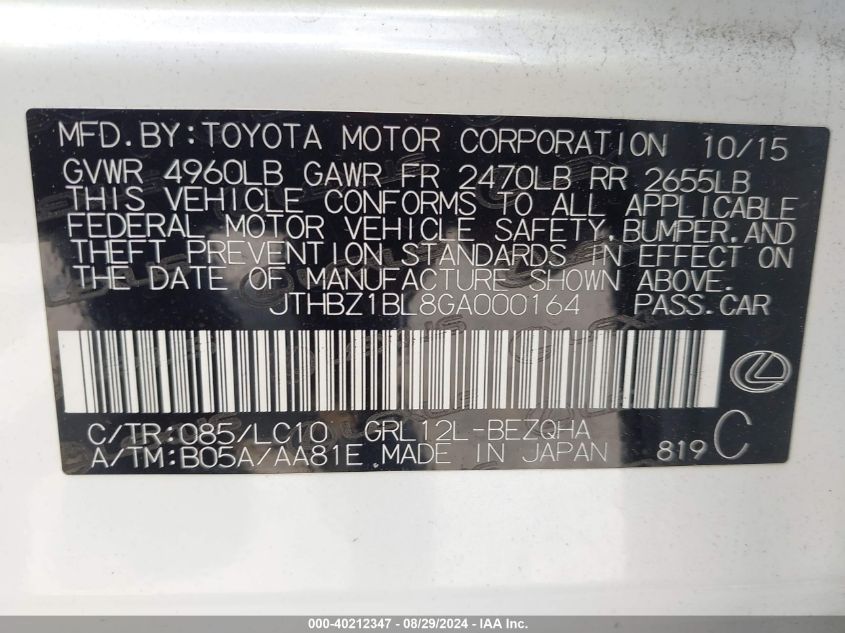 MFD.BY:TOYOTA MOTOR CORPORATION 10/15
GVWR 4960LB GAWR FR 2470LB RR 2655LB
THIS VEHICLE CONFORMS TO ALL APPLICABLE
FEDERAL MOTOR VEHICLE SAFETY,BUMPER,AND
THEFT PREVENTION STANDARDS IN EFFECT ON
THE DATE OF MANUFACTURE SHOWN ABOVE.
JTHBZ1BL8GA000164 PASS.CAR
C/TR:085/LC10 GRL12L-BEZQHA
A/TM:B05A/AA81E MADE IN JAPAN 819 C
000-40212347 - 08/29/2024 - IAA Inc.